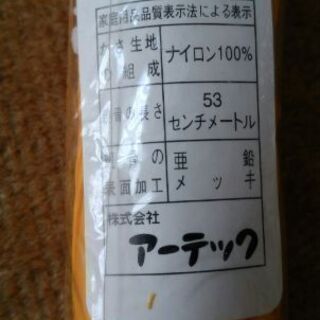 家庭用品品質表示法による表示
かさ生地
の組成
ナイロン100%
の長さ
53
センチメートル
の
表面加工
亜鉛
メッキ
株式会社
アーテック